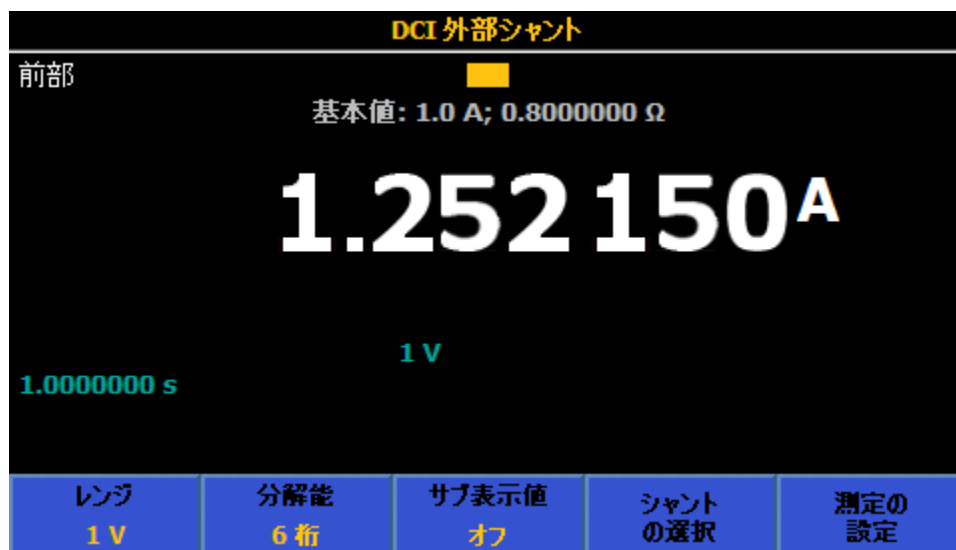 DCI 外部シャント
前部
基本値: 1.0 A; 0.8000000 Ω
1.252 150 A
1 V
1.0000000 s
レンジ
1 V
分解能
6 桁
サブ表示値
オフ
シャント
の選択
測定の
設定